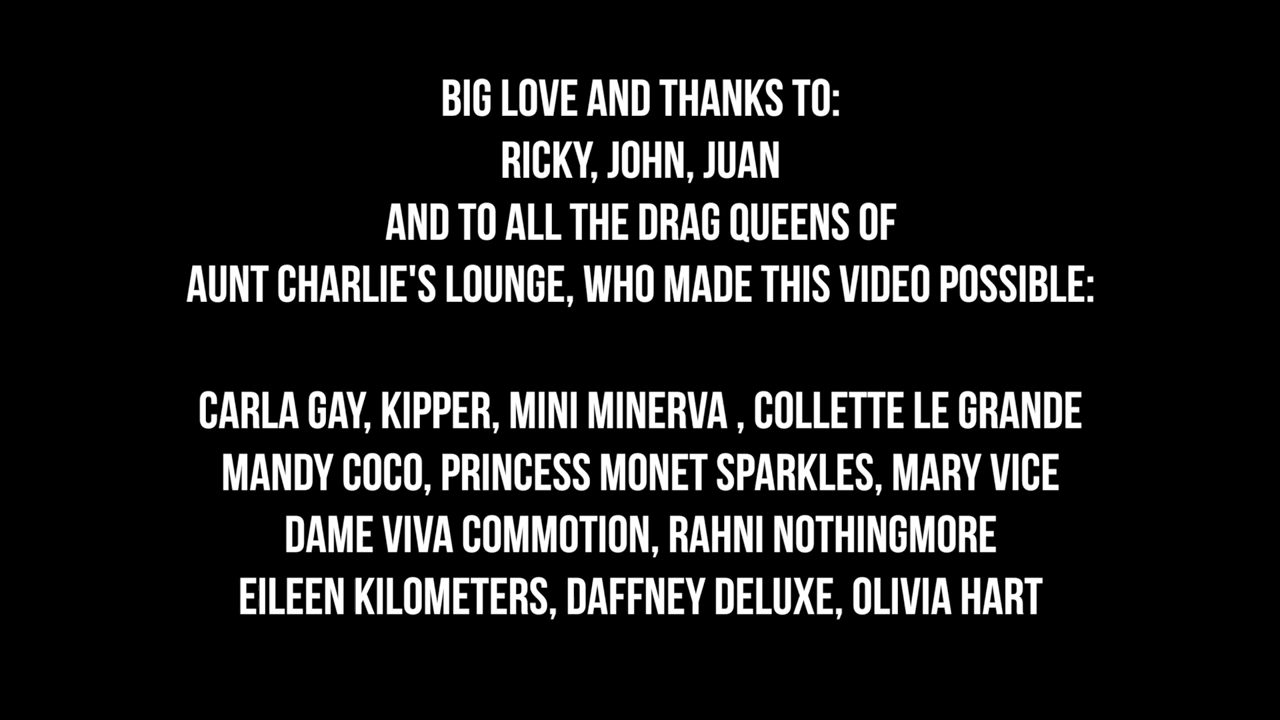 BIG LOVE AND THANKS TO:
RICKY, JOHN, JUAN
AND TO ALL THE DRAG QUEENS OF
AUNT CHARLIE'S LOUNGE, WHO MADE THIS VIDEO POSSIBLE:
CARLA GAY, KIPPER, MINI MINERVA , COLLETTE LE GRANDE
MANDY COCO, PRINCESS MONET SPARKLES, MARY VICE
DAME VIVA COMMOTION, RAHNI NOTHINGMORE
EILEEN KILOMETERS, DAFFNEY DELUXE, OLIVIA HART